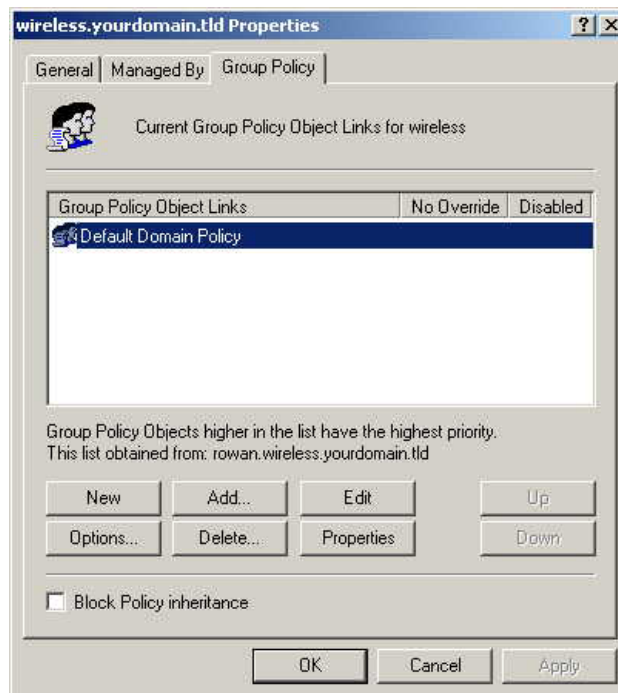 wireless.yourdomain.tld Properties
General Managed By Group Policy
Current Group Policy Object Links for wireless
Group Policy Object Links No Override Disabled
Default Domain Policy
Group Policy Objects higher in the list have the highest priority.
This list obtained from: rowan.wireless.yourdomain.tld
New Add... Edit Up
Options... Delete... Properties Down
Block Policy inheritance
OK Cancel Apply